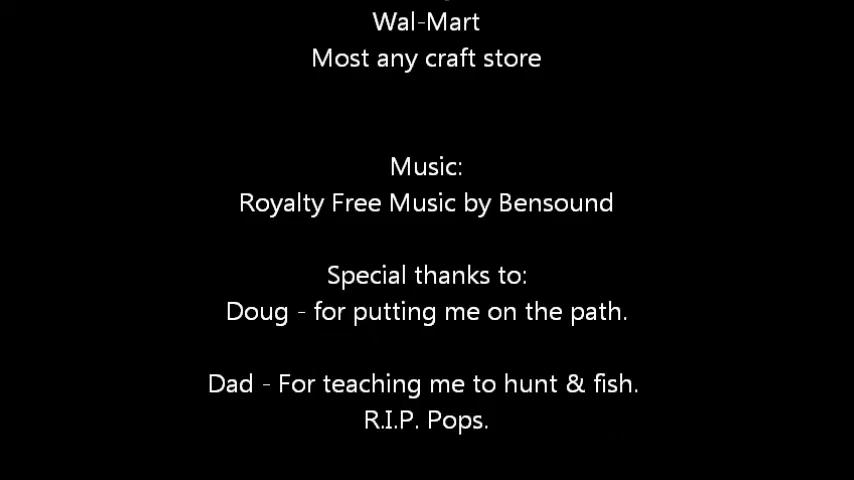 Wal-Mart
Most any craft store
Music:
Royalty Free Music by Bensound
Special thanks to:
Doug - for putting me on the path.
Dad - For teaching me to hunt & fish.
R.I.P. Pops.